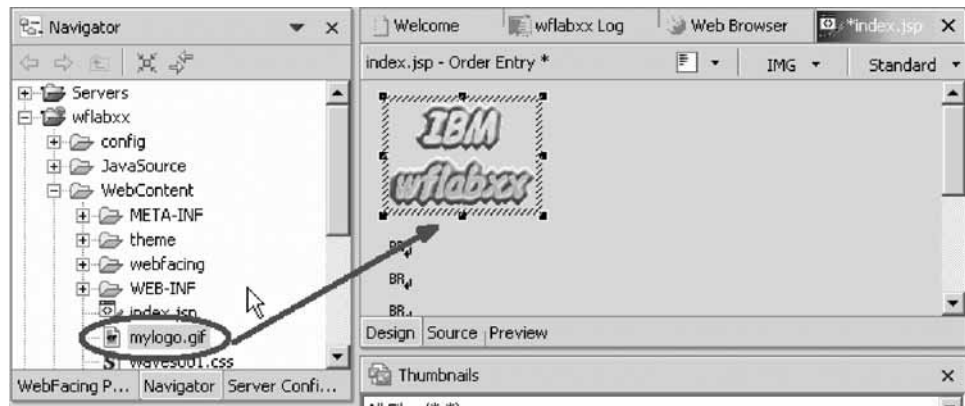 Navigator
Servers
wflabxx
config
JavaSource
WebContent
META-INF
theme
webfacing
WEB-INF
index.jsp
mylogo.gif
waves001.css
WebFacing P... Navigator Server Confi...
Welcome wflabxx Log Web Browser *index.jsp
index.jsp - Order Entry * IMG Standard
IBM
wflabxx
BR
BR
BR
Design Source Preview
Thumbnails